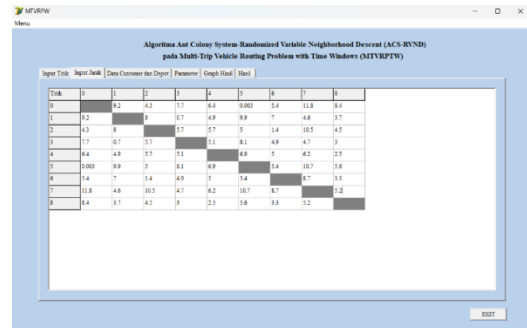 MTVRPW
Menu
Algoritma Ant Colony System-Randomized Variable Neighborhood Descent (ACS-RVND)
pada Multi-Trip Vehicle Routing Problem with Time Windows (MTVRPTW)
Input Titik Input Jarak Data Customer dan Depot Parameter Graph Hasil Hasil
Titik 0 1 2 3 4 5 6 7 8
0 9.2 4.3 7.7 6.4 0.003 5.4 11.8 8.4
1 9.2 8 0.7 4.9 9.9 7 4.6 3.7
2 4.3 8 5.7 5.7 5 1.4 10.5 4.5
3 7.7 0.7 5.7 5.1 8.1 4.9 4.7 3
4 6.4 4.9 5.7 5.1 6.9 5 6.2 2.5
5 0.003 9.9 5 8.1 6.9 5.4 10.7 5.6
6 5.4 7 1.4 4.9 5 5.4 8.7 3.3
7 11.8 4.6 10.5 4.7 6.2 10.7 8.7 5.2
8 8.4 3.7 4.5 3 2.5 5.6 3.3 5.2
EXIT